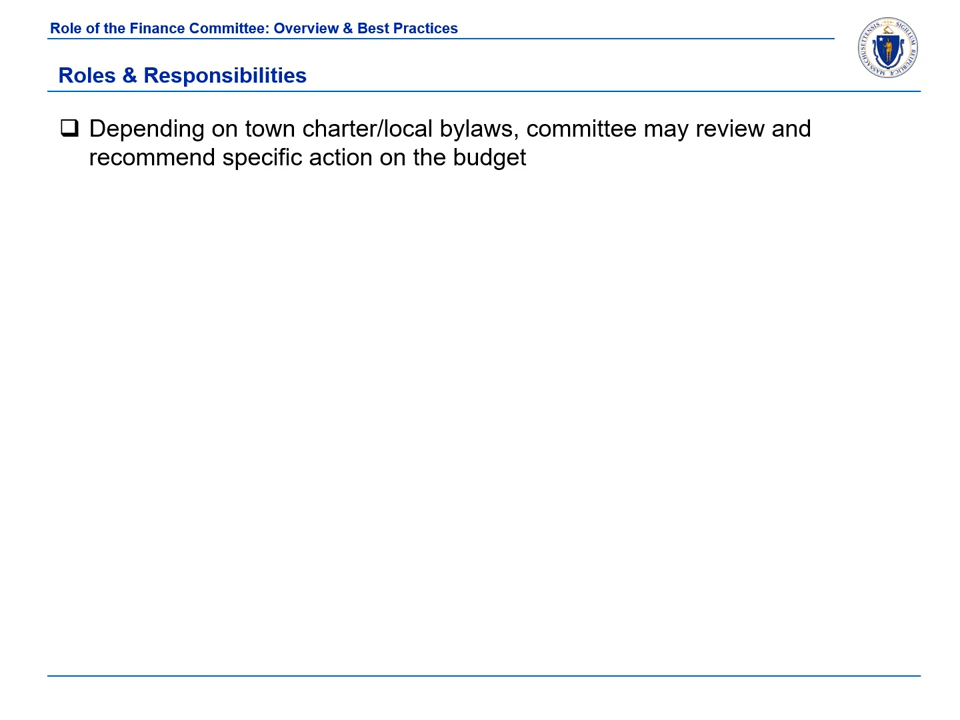 Role of the Finance Committee: Overview & Best Practices
Roles & Responsibilities
Depending on town charter/local bylaws, committee may review and
recommend specific action on the budget